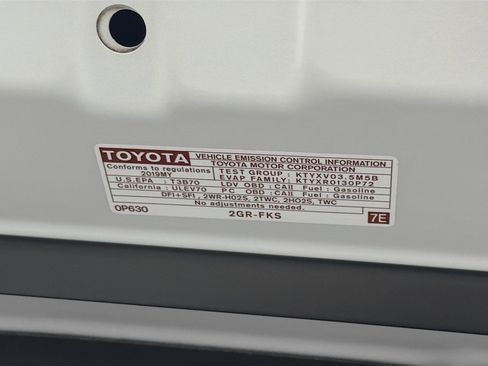 TOYOTA VEHICLE EMISSION CONTROL INFORMATION
TOYOTA MOTOR CORPORATION
Conforms to regulations
2019MY
TEST GROUP : KTYXV03.5M5B
EVAP FAMILY: KTYXR0130P72
U.S.EPA : T3B70 LDV OBD :CAII Fuel : Gasoline
California : ULEV70 PC OBD :CAII Fuel : Gasoline
DFI+SFI, 2WR-HO2S, 2TWC, 2HO2S, TWC
No adjustments needed.
0P630 2GR-FKS 7E